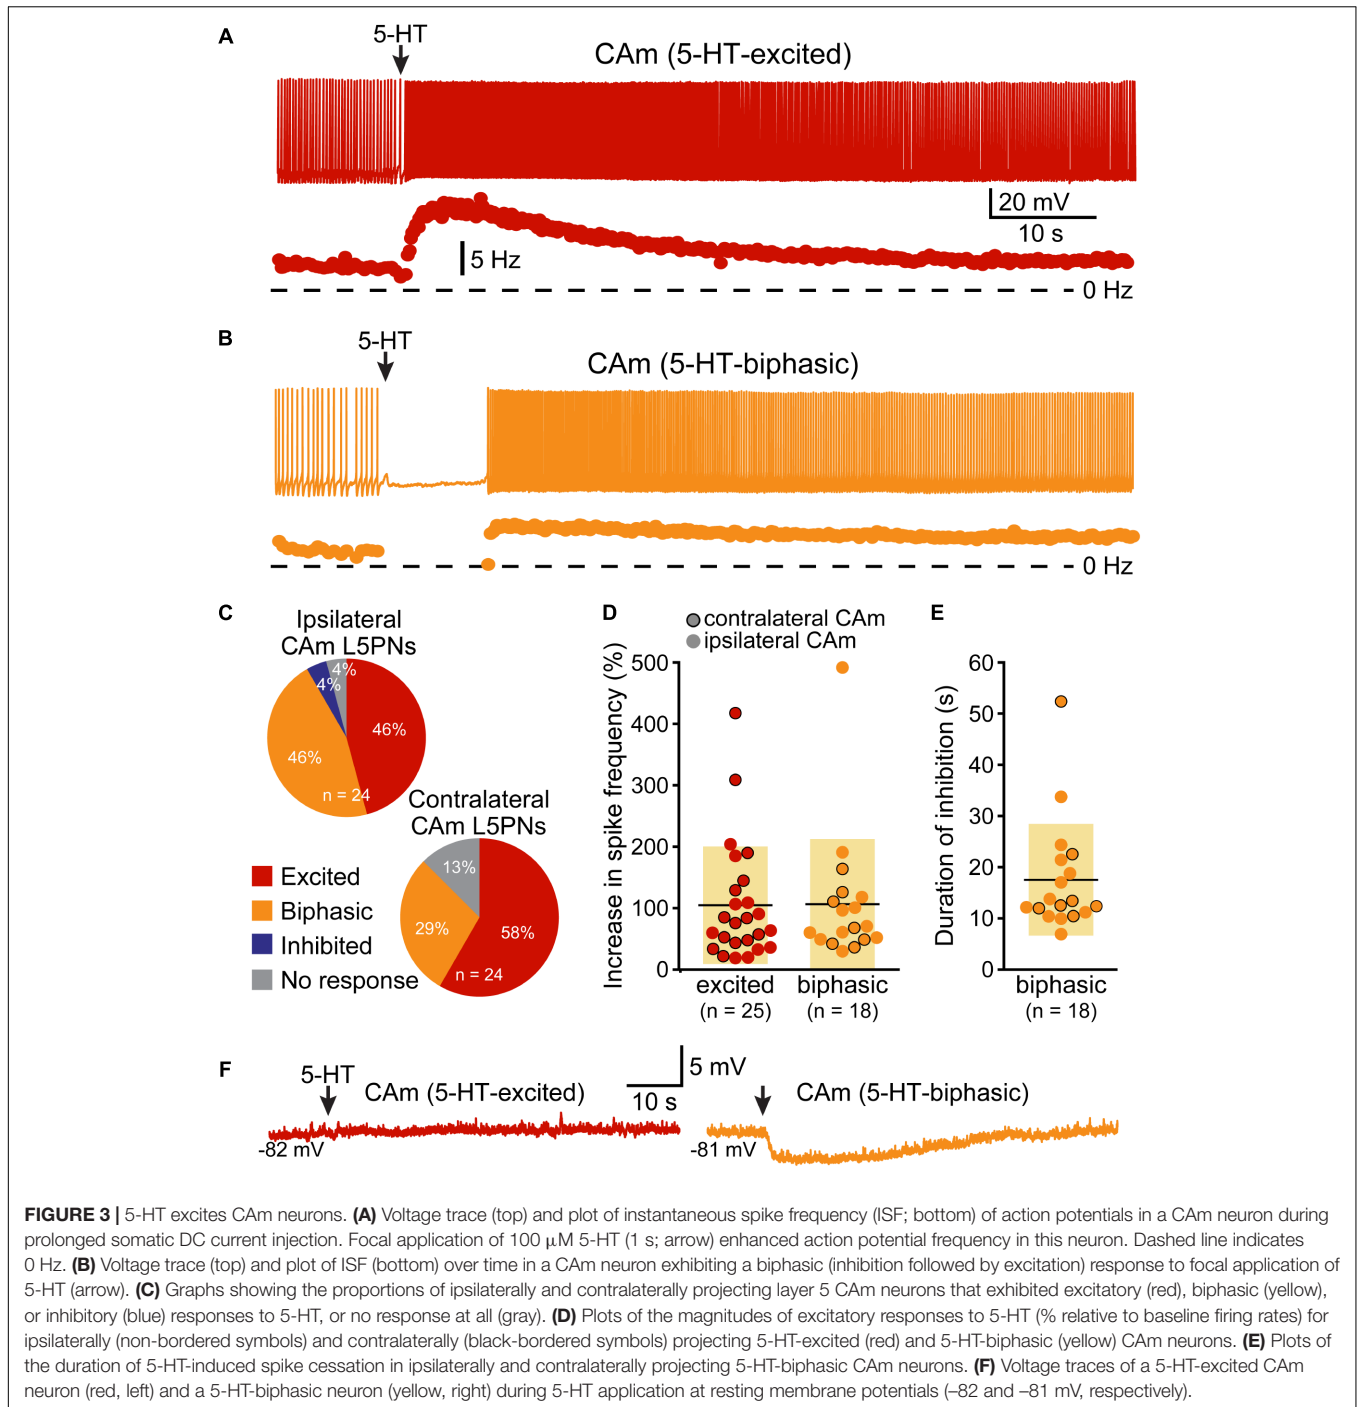 A
5-HT
CAm (5-HT-excited)
20 mV
10 s
5 Hz
0 Hz
B
5-HT
CAm (5-HT-biphasic)
0 Hz
C
Ipsilateral
CAm L5PNs
4%
4%
46%
46%
n = 24
Contralateral
CAm L5PNs
13%
29%
58%
n = 24
Excited
Biphasic
Inhibited
No response
D
contralateral CAm
ipsilateral CAm
Increase in spike frequency (%)
500
400
300
200
100
0
excited
(n = 25)
biphasic
(n = 18)
E
Duration of inhibition (s)
60
50
40
30
20
10
0
biphasic
(n = 18)
F
5-HT
CAm (5-HT-excited)
5 mV
10 s
-82 mV
CAm (5-HT-biphasic)
-81 mV
FIGURE 3 | 5-HT excites CAm neurons. (A) Voltage trace (top) and plot of instantaneous spike frequency (ISF; bottom) of action potentials in a CAm neuron during
prolonged somatic DC current injection. Focal application of 100 μM 5-HT (1 s; arrow) enhanced action potential frequency in this neuron. Dashed line indicates
0 Hz. (B) Voltage trace (top) and plot of ISF (bottom) over time in a CAm neuron exhibiting a biphasic (inhibition followed by excitation) response to focal application of
5-HT (arrow). (C) Graphs showing the proportions of ipsilaterally and contralaterally projecting layer 5 CAm neurons that exhibited excitatory (red), biphasic (yellow),
or inhibitory (blue) responses to 5-HT, or no response at all (gray). (D) Plots of the magnitudes of excitatory responses to 5-HT (% relative to baseline firing rates) for
ipsilaterally (non-bordered symbols) and contralaterally (black-bordered symbols) projecting 5-HT-excited (red) and 5-HT-biphasic (yellow) CAm neurons. (E) Plots of
the duration of 5-HT-induced spike cessation in ipsilaterally and contralaterally projecting 5-HT-biphasic CAm neurons. (F) Voltage traces of a 5-HT-excited CAm
neuron (red, left) and a 5-HT-biphasic neuron (yellow, right) during 5-HT application at resting membrane potentials (–82 and –81 mV, respectively).